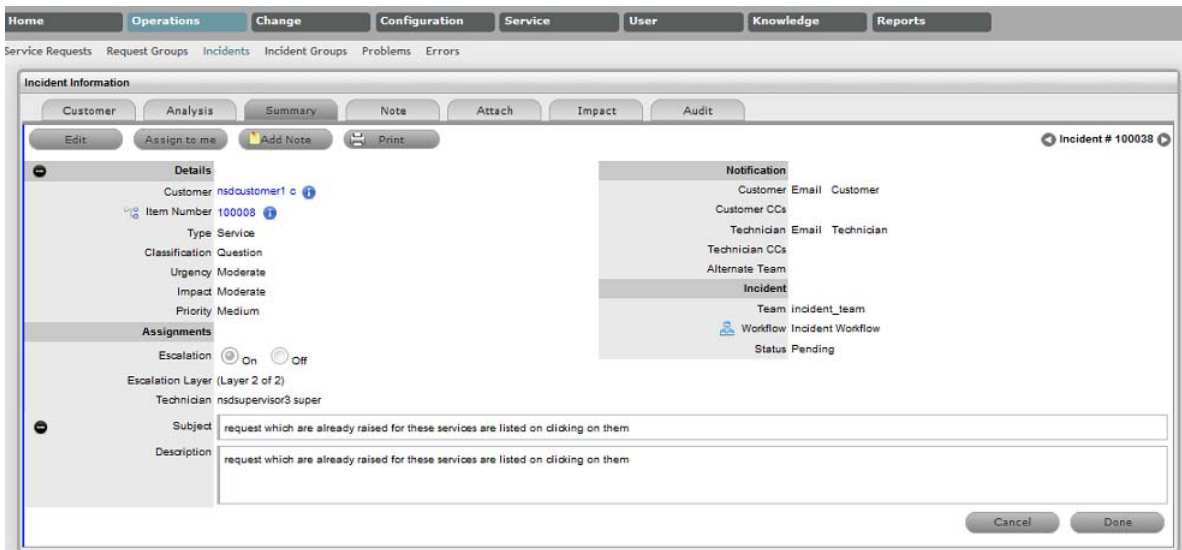 Home Operations Change Configuration Service User Knowledge Reports
Service Requests Request Groups Incidents Incident Groups Problems Errors
Incident Information
Customer Analysis Summary Note Attach Impact Audit
Edit Assign to me Add Note Print Incident # 100038
Details
Customer nsdcustomer1 c
Item Number 100008
Type Service
Classification Question
Urgency Moderate
Impact Moderate
Priority Medium
Assignments
Escalation On Off
Escalation Layer (Layer 2 of 2)
Technician nsdsupervisor3 super
Notification
Customer Email Customer
Customer CCs
Technician Email Technician
Technician CCs
Alternate Team
Incident
Team incident_team
Workflow Incident Workflow
Status Pending
Subject request which are already raised for these services are listed on clicking on them
Description request which are already raised for these services are listed on clicking on them
Cancel Done